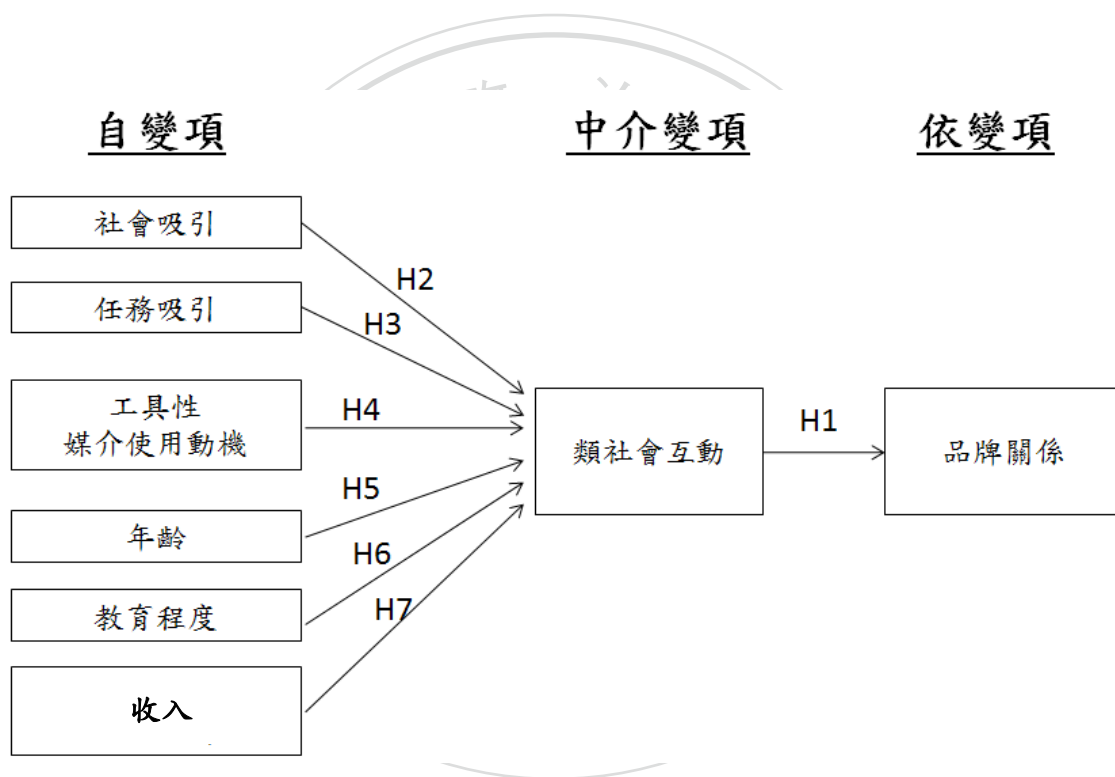 自變項
中介變項
依變項
社會吸引
任務吸引
工具性
媒介使用動機
年齡
教育程度
收入
H2
H3
H4
H5
H6
H7
類社會互動
H1
品牌關係